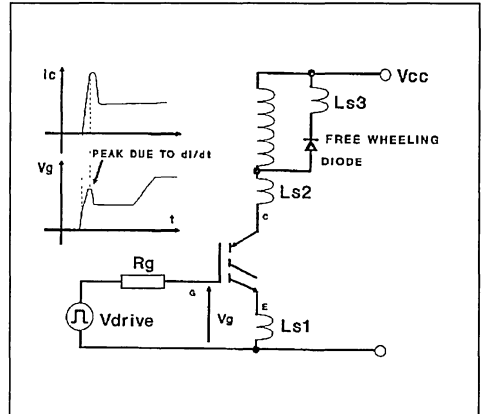 ic
Vg
PEAK DUE TO dI/dt
t
Vcc
Ls3
FREE WHEELING
DIODE
Ls2
C
Rg
G
Vdrive
Vg
E
Ls1